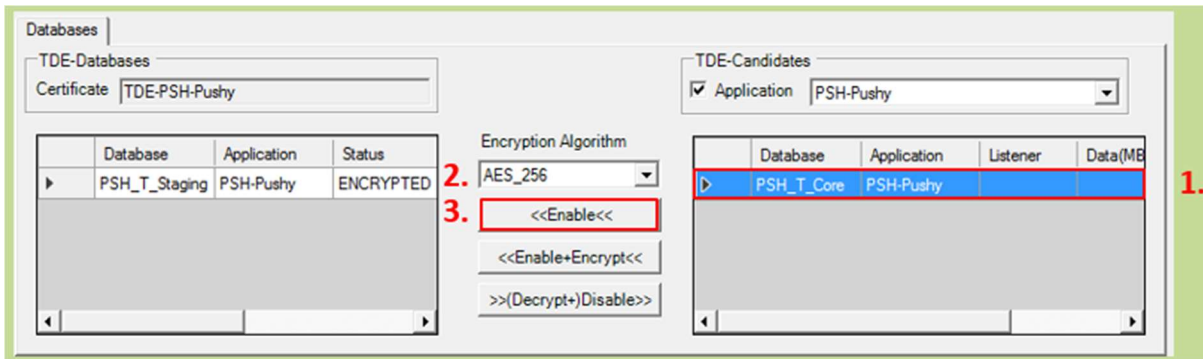 Databases
TDE-Databases
Certificate TDE-PSH-Pushy
TDE-Candidates
Application PSH-Pushy
Database Application Status
PSH_T_Staging PSH-Pushy ENCRYPTED
Encryption Algorithm
2. AES_256
3. <<Enable<<
<<Enable+Encrypt<<
>>(Decrypt+)Disable>>
Database Application Listener Data(MB
PSH_T_Core PSH-Pushy 1.